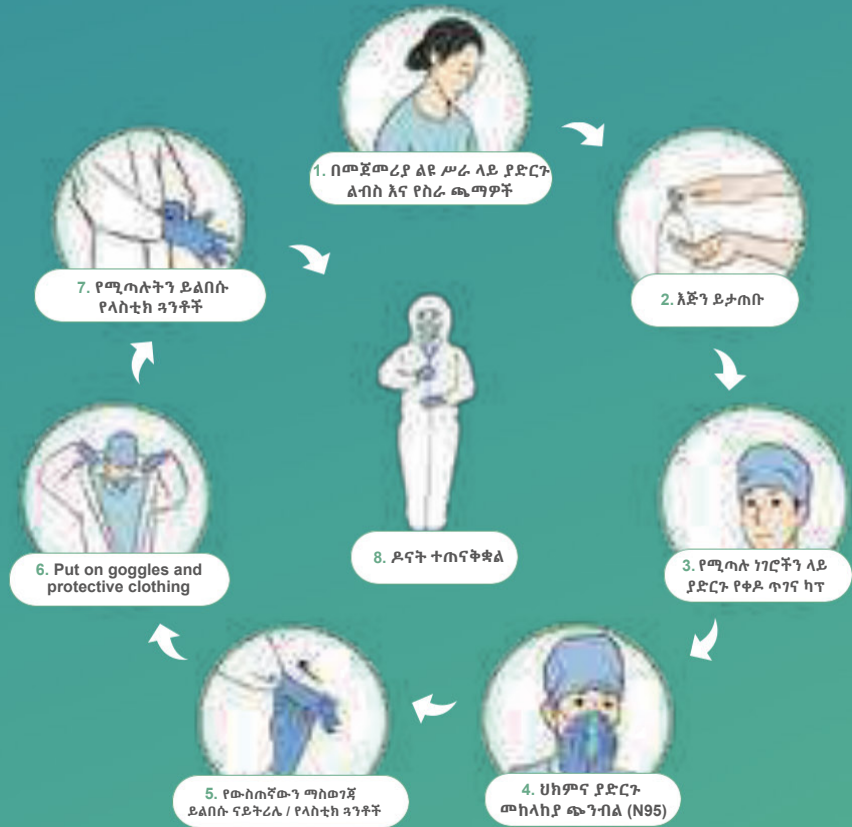 1. በመጀመሪያ ልዩ ሥራ ላይ ያድርጉ
ልብስ እና የስራ ጫማዎች
2. እጅን ይታጠቡ
3. የሚጣሉ ነገሮችን ላይ
ያድርጉ የቀዶ ጥገና ካፕ
4. ህክምና ያድርጉ
መከላከያ ጭንብል (N95)
5. የውስጠኛውን ማስወገጃ
ይልበሱ ናይትሪሌ / የላስቲክ ጓንቶች
6. Put on goggles and
protective clothing
7. የሚጣሉትን ይልበሱ
የላስቲክ ጓንቶች
8. ዶናት ተጠናቅቋል